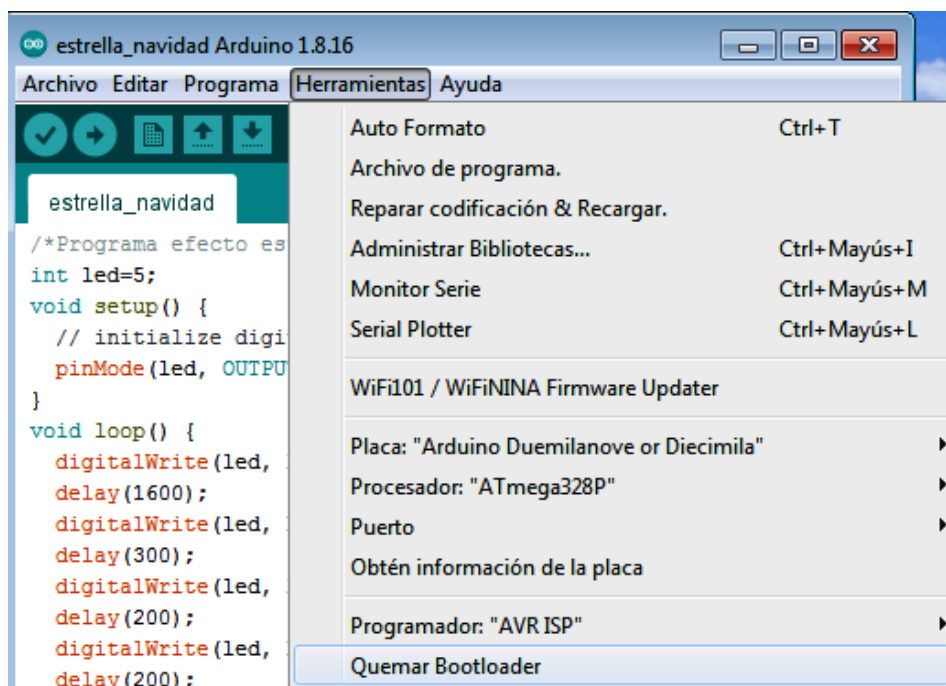 estrella_navidad Arduino 1.8.16
Archivo Editar Programa Herramientas Ayuda
estrella_navidad
/*Programa efecto es
int led=5;
void setup() {
// initialize digi
pinMode(led, OUTPU
}
void loop() {
digitalWrite(led,
delay(1600);
digitalWrite(led,
delay(300);
digitalWrite(led,
delay(200);
digitalWrite(led,
delay(200);
Auto Formato Ctrl+T
Archivo de programa.
Reparar codificación & Recargar.
Administrar Bibliotecas... Ctrl+Mayús+I
Monitor Serie Ctrl+Mayús+M
Serial Plotter Ctrl+Mayús+L
WiFi101 / WiFiNINA Firmware Updater
Placa: "Arduino Duemilanove or Diecimila"
Procesador: "ATmega328P"
Puerto
Obtén información de la placa
Programador: "AVR ISP"
Quemar Bootloader